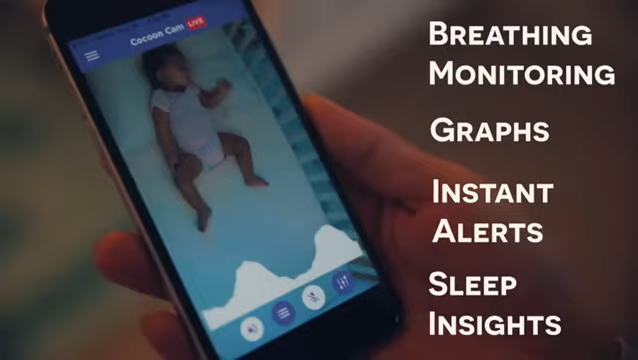 Cocoon Cam LIVE
BREATHING
MONITORING
GRAPHS
INSTANT
ALERTS
SLEEP
INSIGHTS